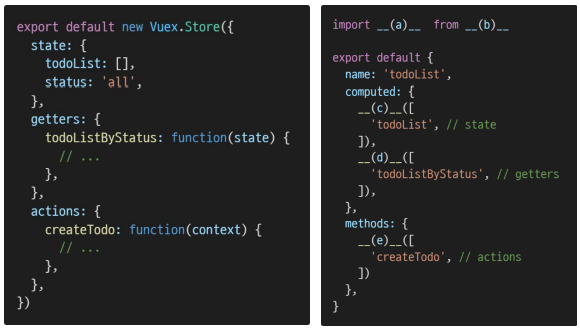 export default new Vuex.Store({
state: {
todoList: [],
status: 'all',
},
getters: {
todoListByStatus: function(state) {
// ...
},
},
actions: {
createTodo: function(context) {
// ...
},
},
})
import __(a)__ from __(b)__
export default {
name: 'todoList',
computed: {
__(c)__([
'todoList', // state
]),
__(d)__([
'todoListByStatus', // getters
]),
},
methods: {
__(e)__([
'createTodo', // actions
])
},
}